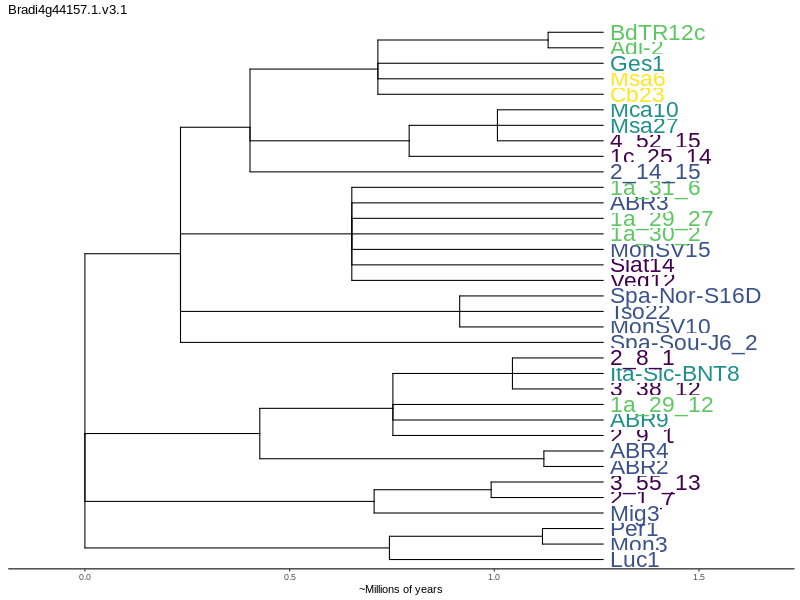 Bradi4g44157.1.v3.1
BdTR12c
Adi-2
Ges1
Msa6
Cb23
Mca10
Msa27
4_52_15
1c_25_14
2_14_15
1a_31_6
ABR3
1a_29_27
1a_30_2
MonSV15
Slat14
Veg12
Spa-Nor-S16D
Tso22
MonSV10
Spa-Sou-J6_2
2_8_1
Ita-Sic-BNT8
3_38_12
1a_29_12
ABR9
2_9_1
ABR4
ABR2
3_55_13
2_1_7
Mig3
Per1
Mon3
Luc1
0.0 0.5 1.0 1.5
~Millions of years